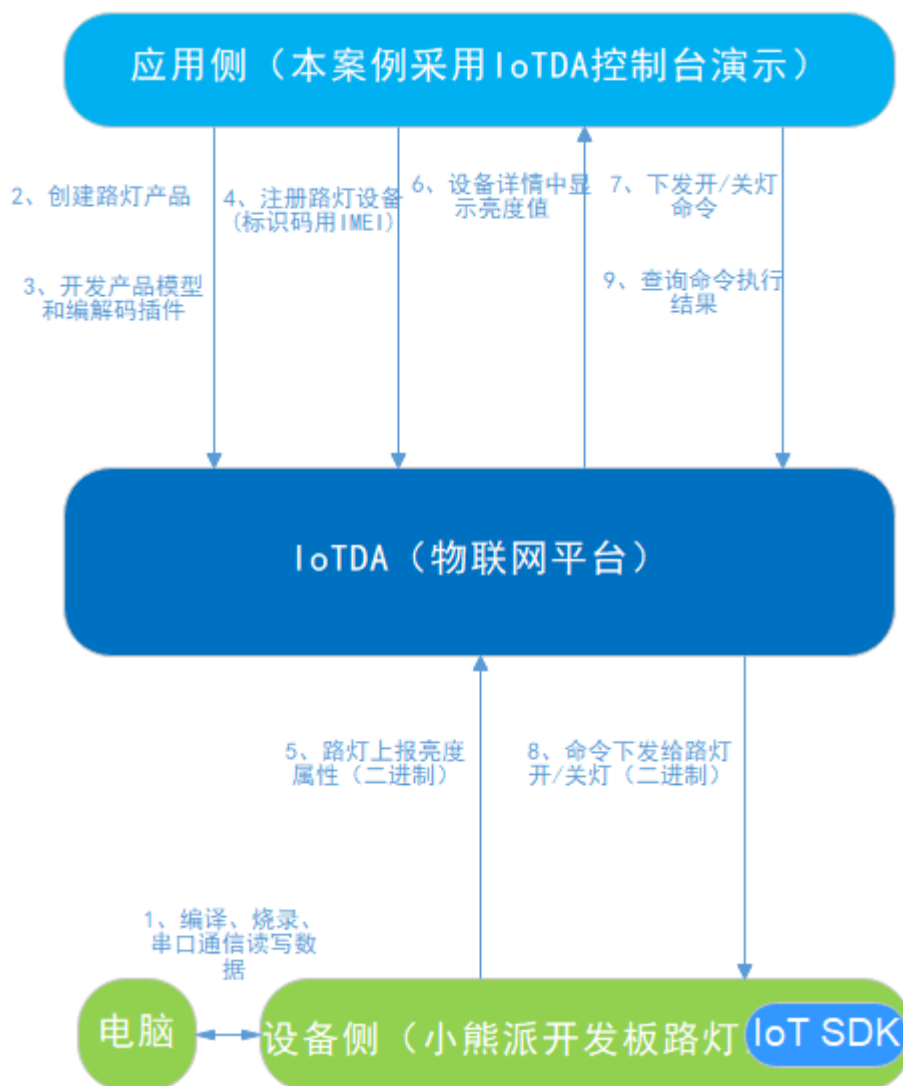 应用侧（本案例采用IoTDA控制台演示）
2、创建路灯产品
3、开发产品模型
和编解码插件
4、注册路灯设备
(标识码用IMEI)
6、设备详情中显
示亮度值
7、下发开/关灯
命令
9、查询命令执行
结果
IoTDA（物联网平台）
5、路灯上报亮度
属性（二进制）
8、命令下发给路灯
开/关灯（二进制）
1、编译、烧录、
串口通信读写数
据
电脑
设备侧（小熊派开发板路灯
IoT SDK